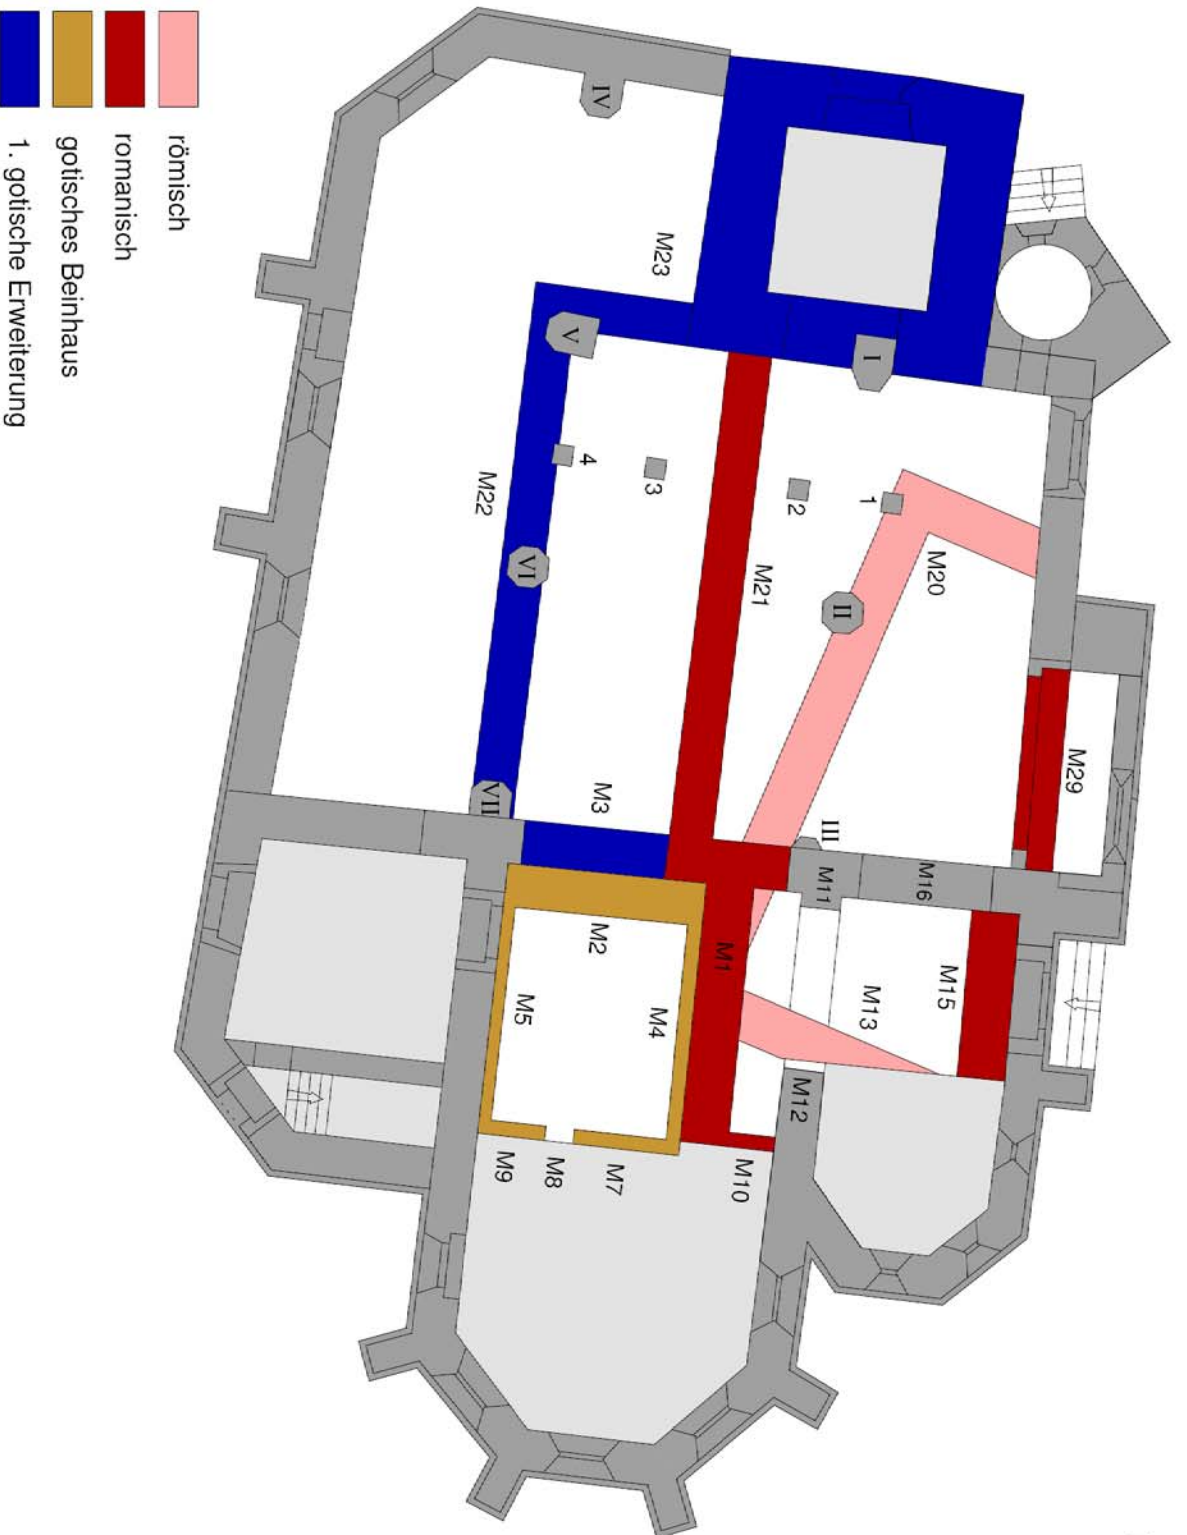 IV
I
M23
V
4
3
2
1
M22
VI
M21
II
M20
M29
VII
M3
III
M11
M16
M2
M1
M5
M4
M13
M15
M12
M9
M8
M7
M10
römisch
romanisch
gotisches Beinhaus
1. gotische Erweiterung